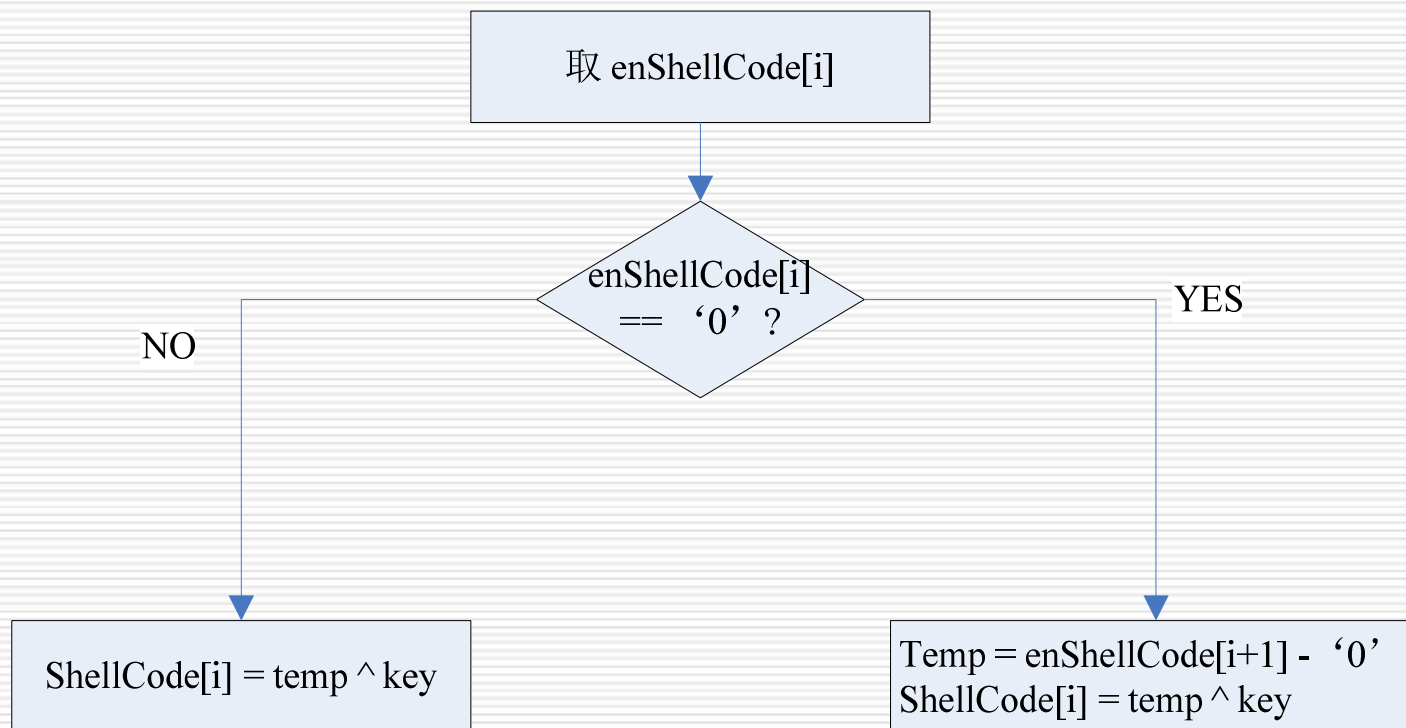 取 enShellCode[i]
enShellCode[i]
== ‘0’ ?
YES
NO
ShellCode[i] = temp ^ key
Temp = enShellCode[i+1] - ‘0’
ShellCode[i] = temp ^ key